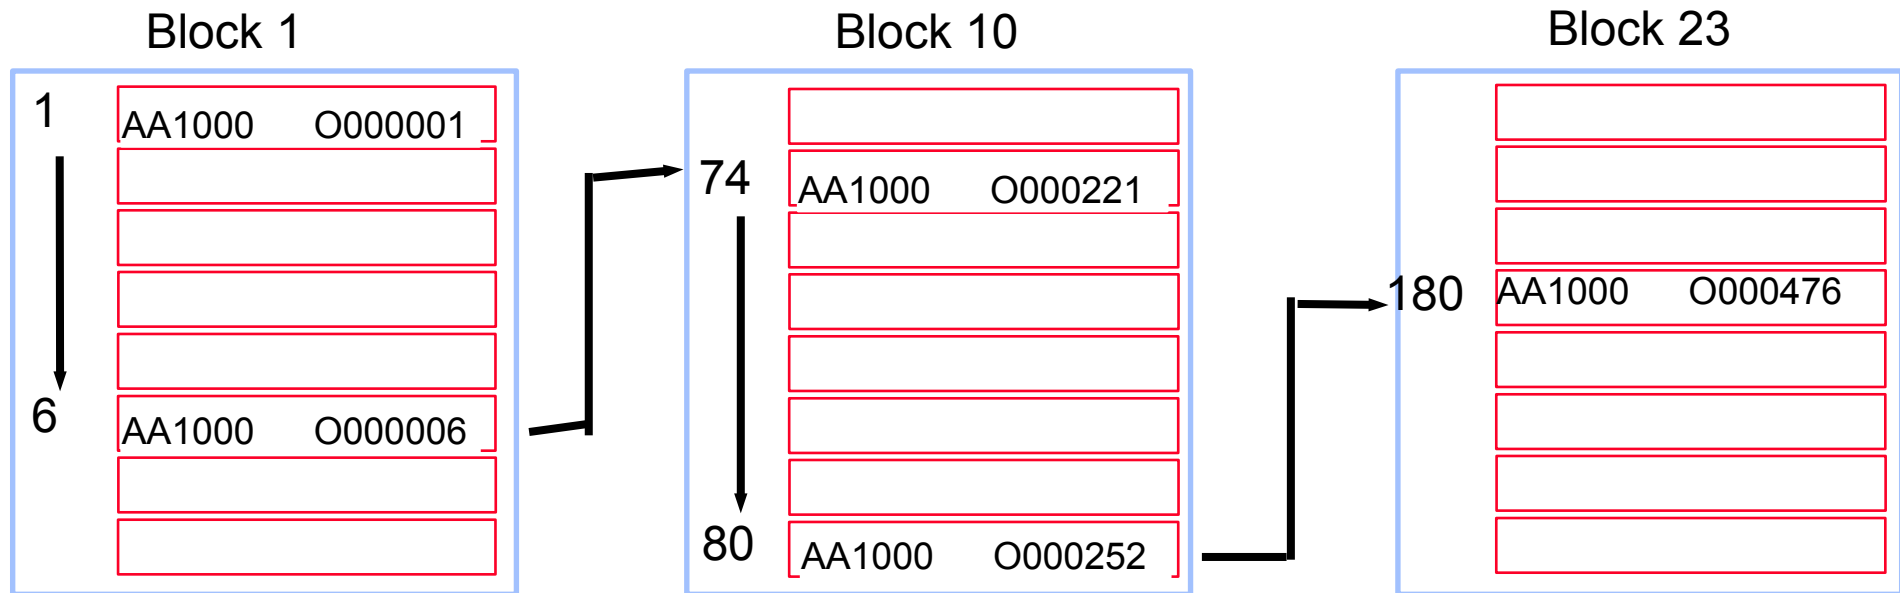 Block 1
1 AA1000 O000001
6 AA1000 O000006
Block 10
74 AA1000 O000221
80 AA1000 O000252
Block 23
180 AA1000 O000476